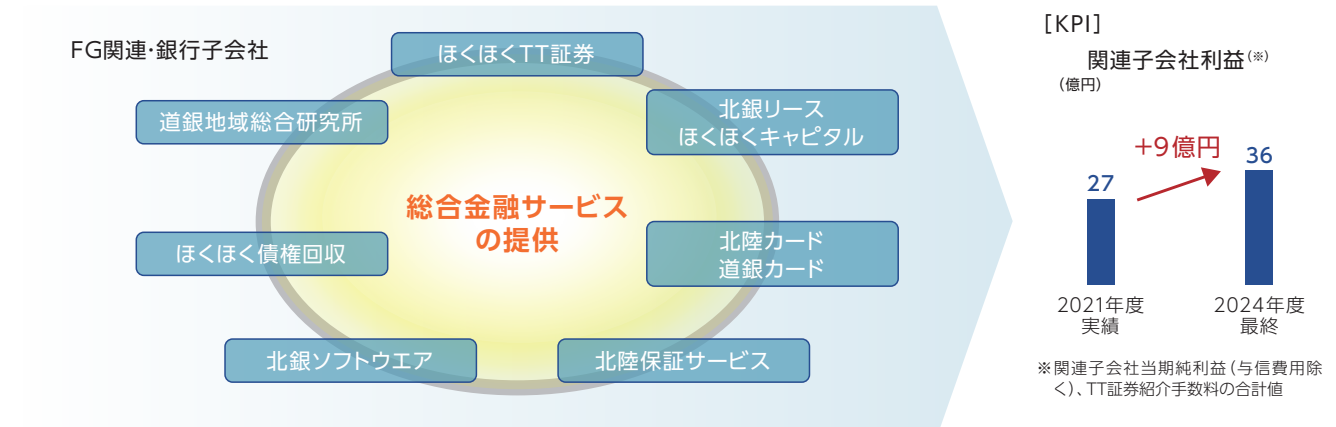 FG関連・銀行子会社
ほくほくTT証券
道銀地域総合研究所
北銀リース
ほくほくキャピタル
総合金融サービス
の提供
ほくほく債権回収
北陸カード
道銀カード
北銀ソフトウエア
北陸保証サービス
[KPI]
関連子会社利益(※)
(億円)
+9億円
27
36
2021年度
実績
2024年度
最終
※関連子会社当期純利益(与信費用除
く)、TT証券紹介手数料の合計値